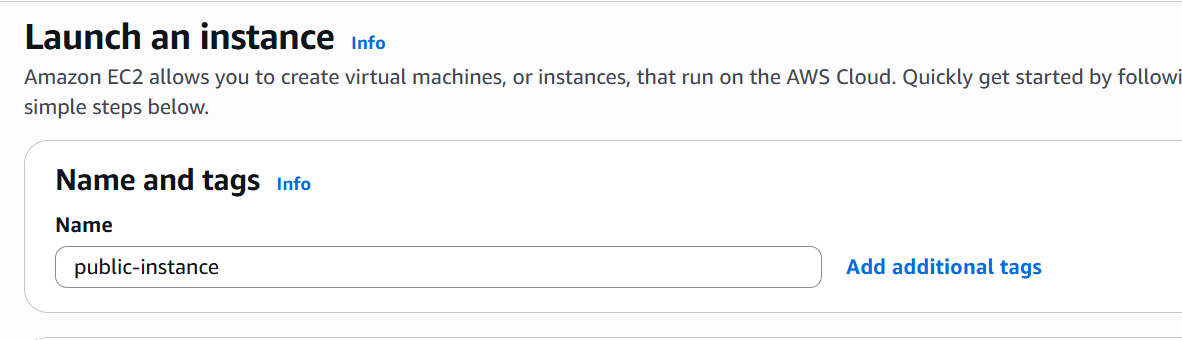 Launch an instance Info
Amazon EC2 allows you to create virtual machines, or instances, that run on the AWS Cloud. Quickly get started by
simple steps below.
Name and tags Info
Name
public-instance Add additional tags